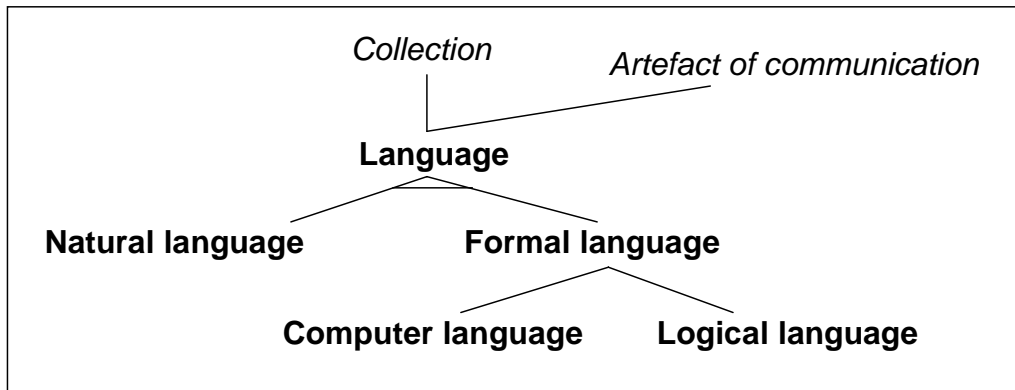 Collection
Artefact of communication
Language
Natural language
Formal language
Computer language
Logical language